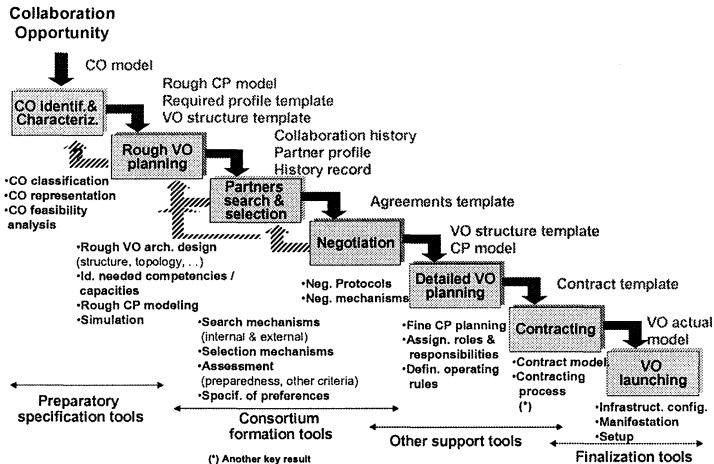 Collaboration
Opportunity
CO model
CO Identif.&
Characteriz.
Rough CP model
Required profile template
VO structure template
Rough VO
planning
Collaboration history
Partner profile
History record
•CO classification
•CO representation
•CO feasibility
analysis
Partners
search &
selection
Agreements template
Negotiation
VO structure template
CP model
•Rough VO arch. design
(structure, topology, ...)
•Id. needed competencies /
capacities
•Rough CP modeling
•Simulation
•Neg. Protocols
•Neg. mechanisms
Detailed VO
planning
Contract template
•Search mechanisms
(internal & external)
•Selection mechanisms
•Assessment
(preparedness, other criteria)
•Specif. of preferences
•Fine CP planning
•Assign. roles &
responsibilities
•Defin. operating
rules
Contracting
VO actual
model
•Contract model
•Contracting
process
(*)
VO
launching
•Infrastruct. config.
•Manifestation
•Setup
Preparatory
specification tools
Consortium
formation tools
Other support tools
Finalization tools
(*) Another key result